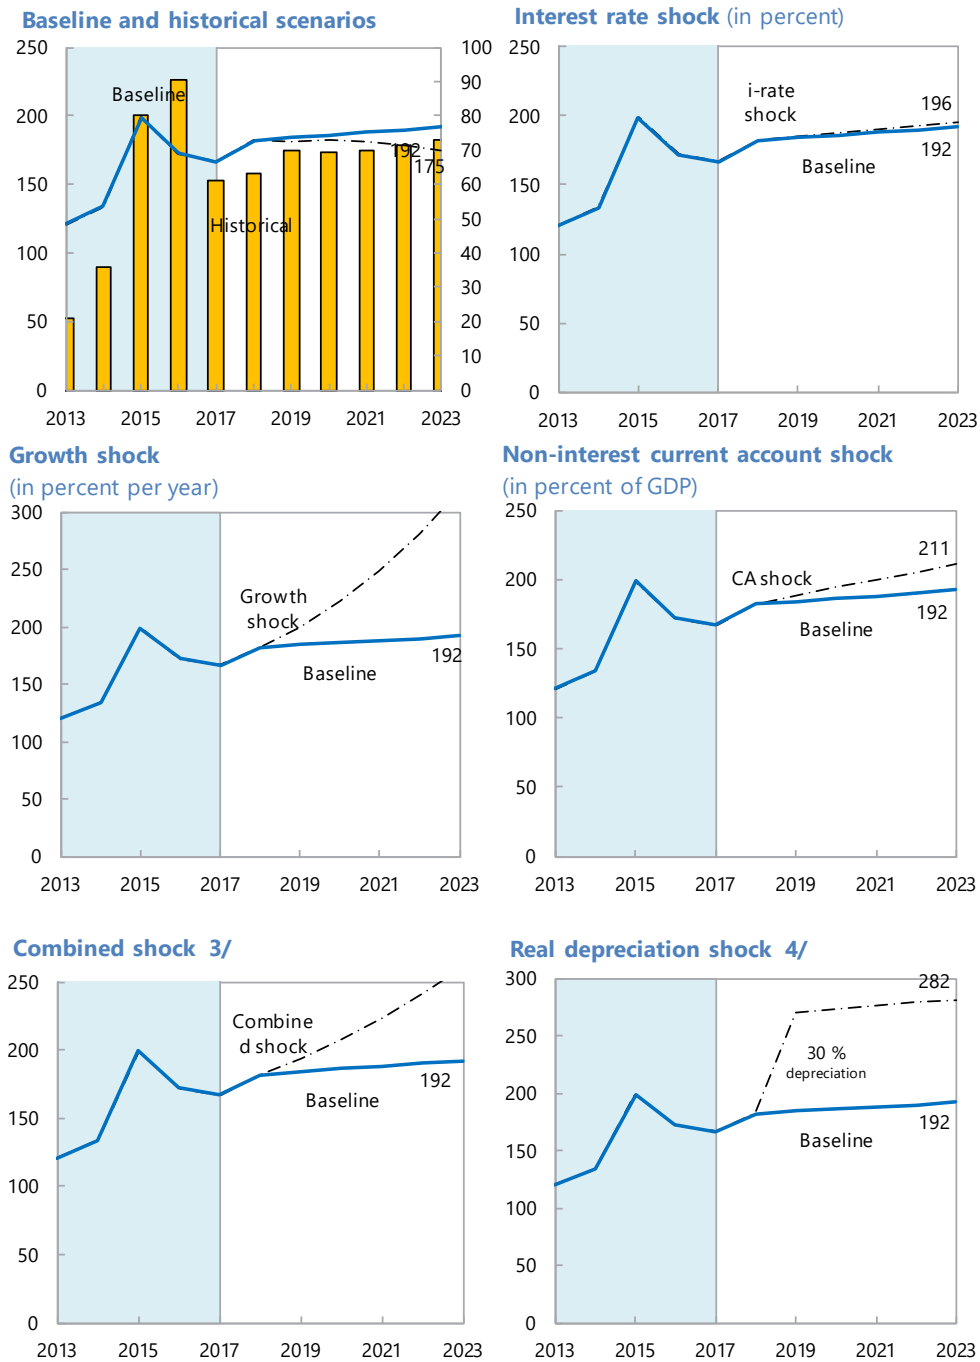 Baseline and historical scenarios
250
200
150
100
50
0
100
90
80
70
60
50
40
30
20
10
0
Baseline
Historical
192
175
2013 2015 2017 2019 2021 2023
Interest rate shock (in percent)
250
200
150
100
50
0
i-rate
shock
196
192
Baseline
2013 2015 2017 2019 2021 2023
Growth shock
(in percent per year)
300
250
200
150
100
50
0
Growth
shock
192
Baseline
2013 2015 2017 2019 2021 2023
Non-interest current account shock
(in percent of GDP)
250
200
150
100
50
0
CA shock
211
192
Baseline
2013 2015 2017 2019 2021 2023
Combined shock 3/
250
200
150
100
50
0
Combine
d shock
192
Baseline
2013 2015 2017 2019 2021 2023
Real depreciation shock 4/
300
250
200
150
100
50
0
282
30 %
depreciation
192
Baseline
2013 2015 2017 2019 2021 2023